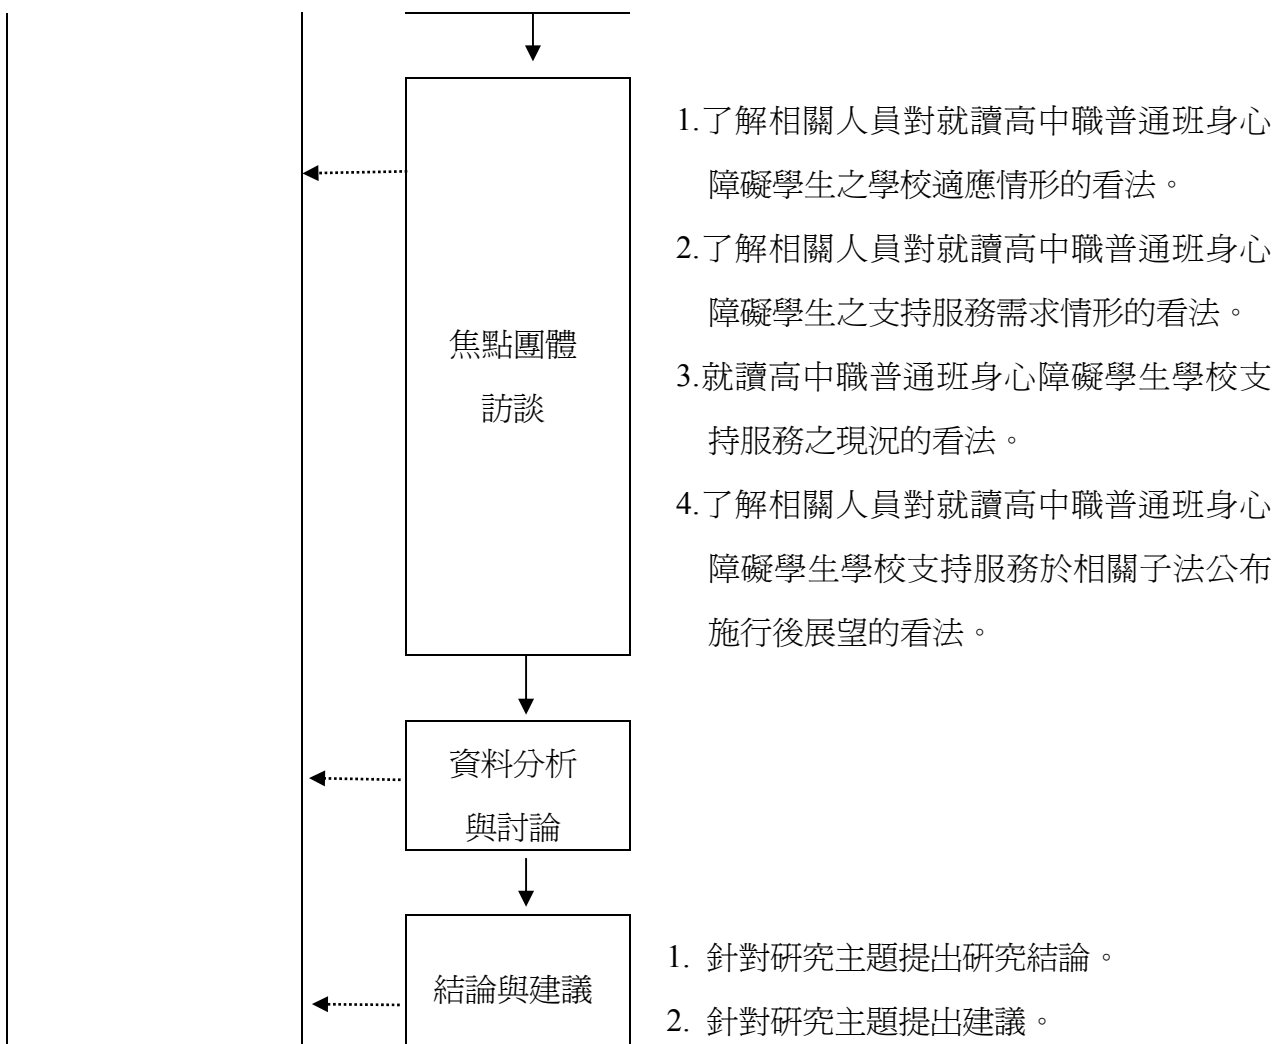 1.了解相關人員對就讀高中職普通班身心
障礙學生之學校適應情形的看法。
2.了解相關人員對就讀高中職普通班身心
障礙學生之支持服務需求情形的看法。
3.就讀高中職普通班身心障礙學生學校支
持服務之現況的看法。
4.了解相關人員對就讀高中職普通班身心
障礙學生學校支持服務於相關子法公布
施行後展望的看法。
焦點團體
訪談
資料分析
與討論
結論與建議
1. 針對研究主題提出研究結論。
2. 針對研究主題提出建議。